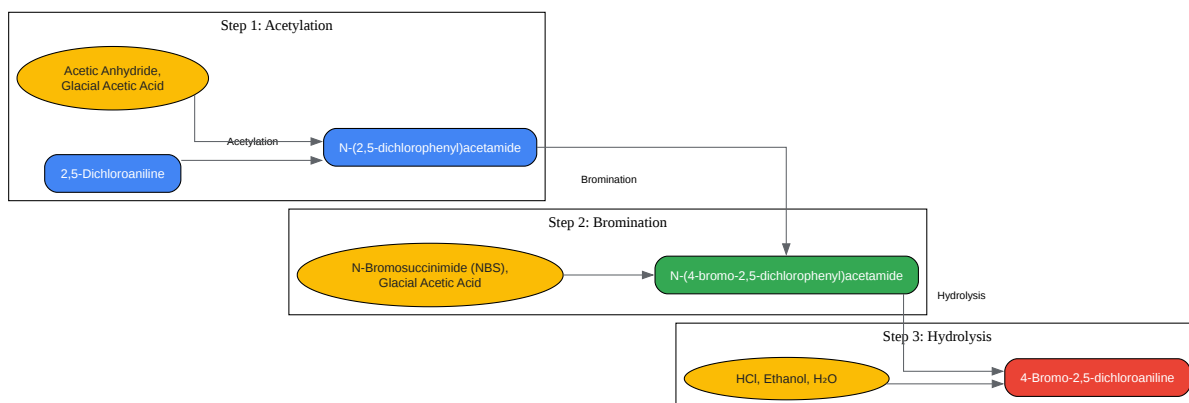 Step 1: Acetylation
Acetic Anhydride,
Glacial Acetic Acid
Acetylation
N-(2,5-dichlorophenyl)acetamide
2,5-Dichloroaniline
Bromination
Step 2: Bromination
N-Bromosuccinimide (NBS),
Glacial Acetic Acid
N-(4-bromo-2,5-dichlorophenyl)acetamide
Hydrolysis
Step 3: Hydrolysis
HCl, Ethanol, H₂O
4-Bromo-2,5-dichloroaniline